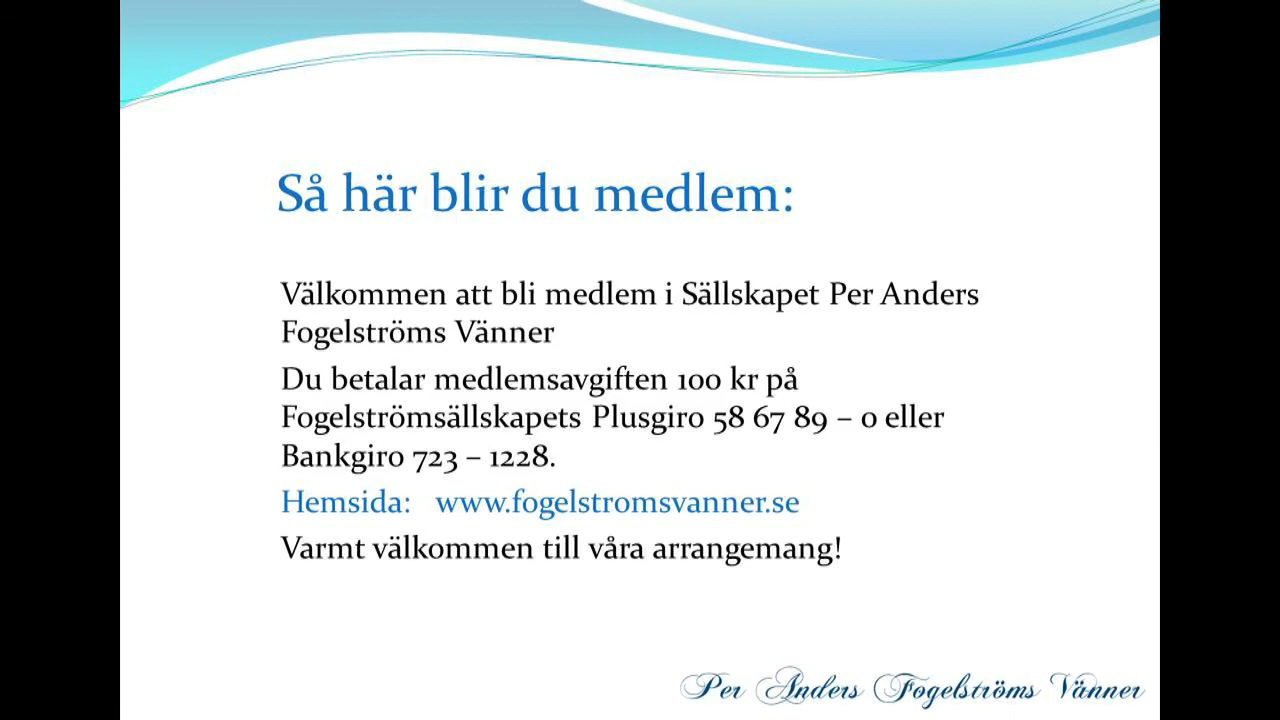 Så här blir du medlem:
Välkommen att bli medlem i Sällskapet Per Anders
Fogelströms Vänner
Du betalar medlemsavgiften 100 kr på
Fogelströmsällskapets Plusgiro 58 67 89 – 0 eller
Bankgiro 723 – 1228.
Hemsida: www.fogelstromsvanner.se
Varmt välkommen till våra arrangemang!
Per Anders Fogelströms Vänner